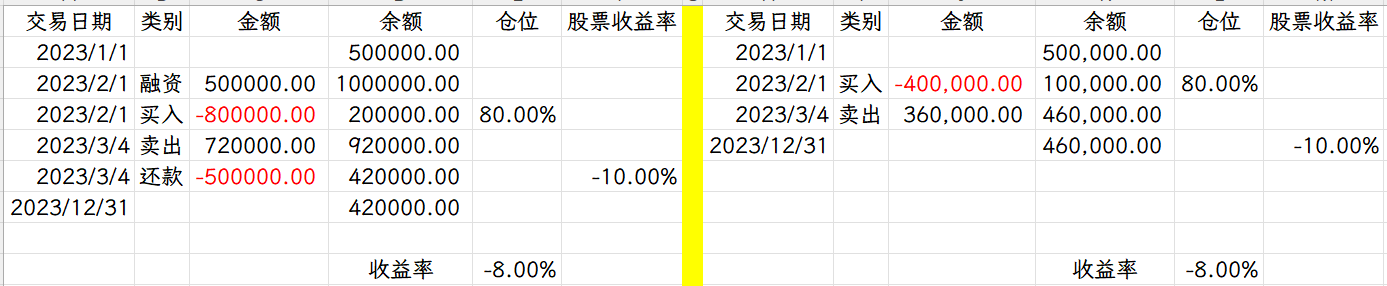 交易日期 类别 金额 余额 仓位 股票收益率 交易日期 类别 金额 余额 仓位 股票收益率
2023/1/1 500000.00 2023/1/1 500,000.00
2023/2/1 融资 500000.00 1000000.00 2023/2/1 买入 -400,000.00 100,000.00 80.00%
2023/2/1 买入 -800000.00 200000.00 80.00% 2023/3/4 卖出 360,000.00 460,000.00
2023/3/4 卖出 720000.00 920000.00 2023/12/31 460,000.00 -10.00%
2023/3/4 还款 -500000.00 420000.00 -10.00%
2023/12/31 420000.00
收益率 -8.00% 收益率 -8.00%